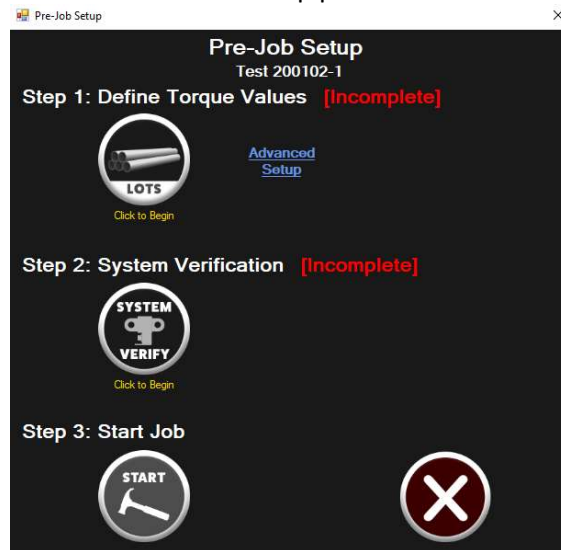 Pre-Job Setup
Pre-Job Setup
Test 200102-1
Step 1: Define Torque Values [Incomplete]
LOTS
Click to Begin
Advanced
Setup
Step 2: System Verification [Incomplete]
SYSTEM
VERIFY
Click to Begin
Step 3: Start Job
START